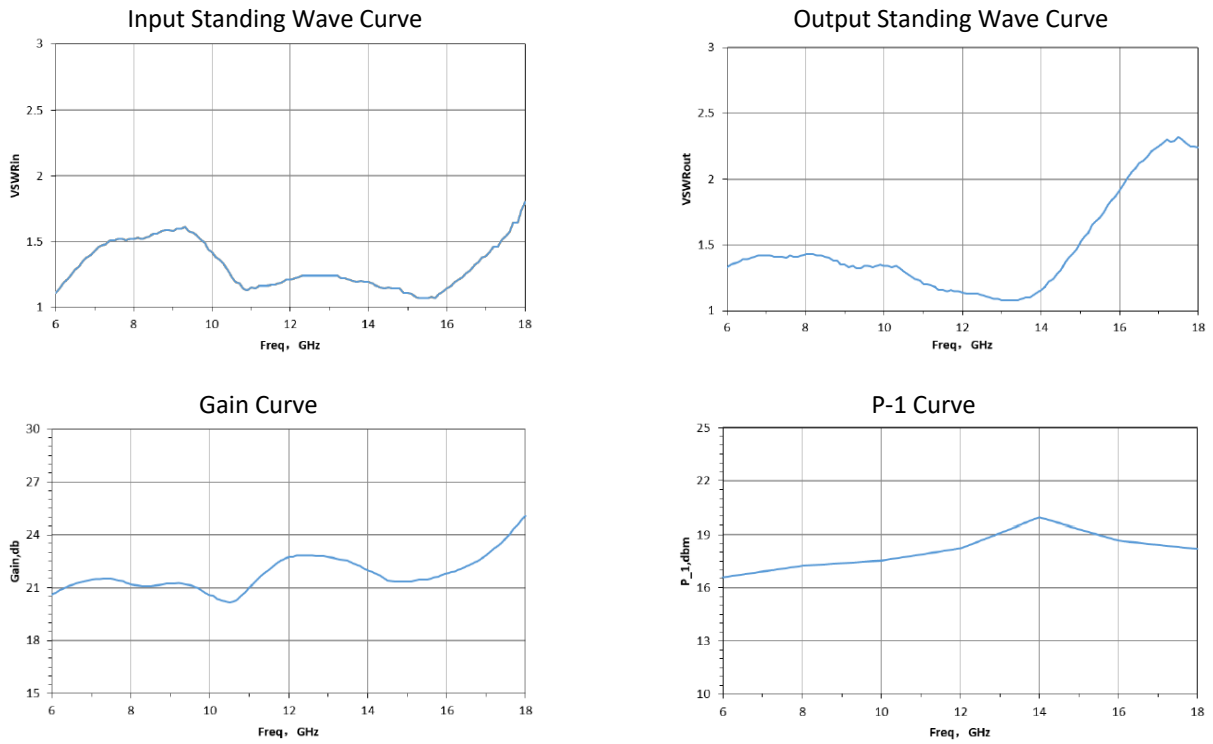 Input Standing Wave Curve
3
2.5
2
1.5
1
VSWRin
6 8 10 12 14 16 18
Freq， GHz
Output Standing Wave Curve
3
2.5
2
1.5
1
VSWRout
6 8 10 12 14 16 18
Freq， GHz
Gain Curve
30
27
24
21
18
15
Gain,db
6 8 10 12 14 16 18
Freq， GHz
P-1 Curve
25
22
19
16
13
10
P_1,dbm
6 8 10 12 14 16 18
Freq， GHz